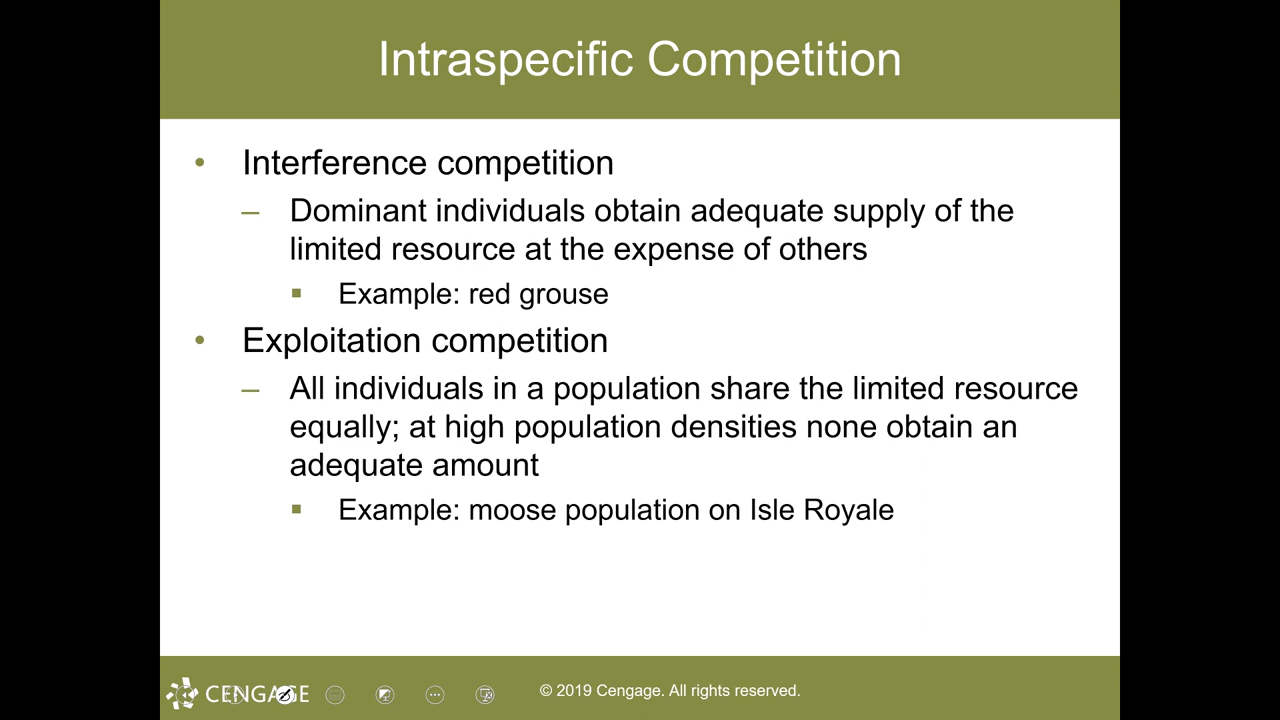 Intraspecific Competition
• Interference competition
– Dominant individuals obtain adequate supply of the
limited resource at the expense of others
▪ Example: red grouse
• Exploitation competition
– All individuals in a population share the limited resource
equally; at high population densities none obtain an
adequate amount
▪ Example: moose population on Isle Royale
CENGAGE
© 2019 Cengage. All rights reserved.